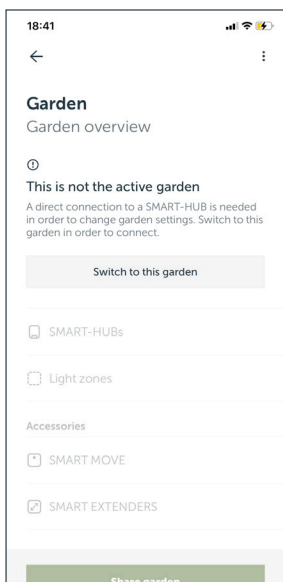 18:41
Garden
Garden overview
This is not the active garden
A direct connection to a SMART-HUB is needed
in order to change garden settings. Switch to this
garden in order to connect.
Switch to this garden
SMART-HUBs
Light zones
Accessories
SMART MOVE
SMART EXTENDERS
Share garden